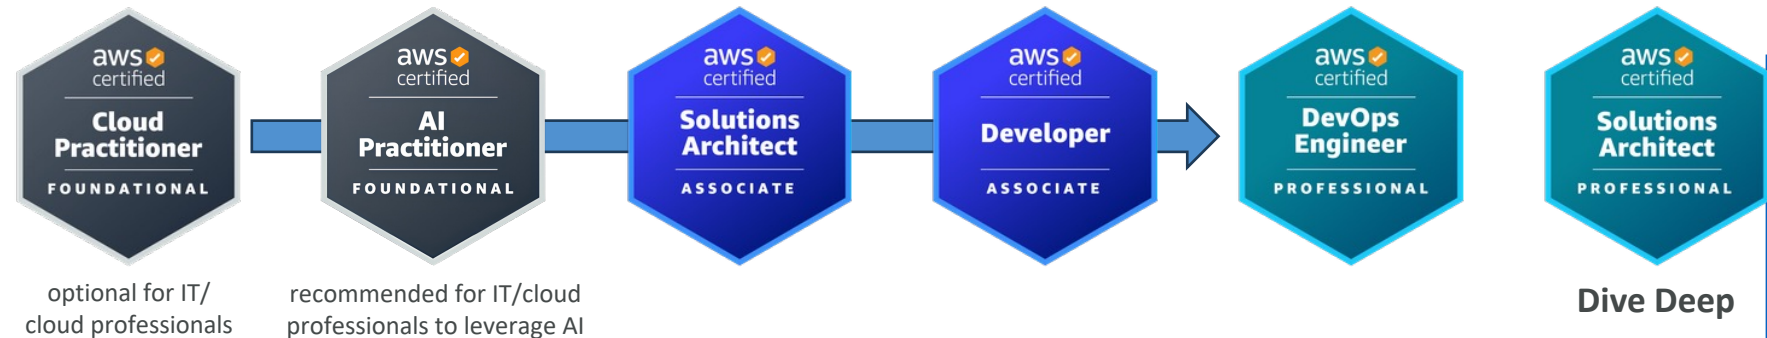 aws
certified
Cloud
Practitioner
FOUNDATIONAL
optional for IT/
cloud professionals
aws
certified
AI
Practitioner
FOUNDATIONAL
recommended for IT/cloud
professionals to leverage AI
aws
certified
Solutions
Architect
ASSOCIATE
aws
certified
Developer
ASSOCIATE
aws
certified
DevOps
Engineer
PROFESSIONAL
aws
certified
Solutions
Architect
PROFESSIONAL
Dive Deep